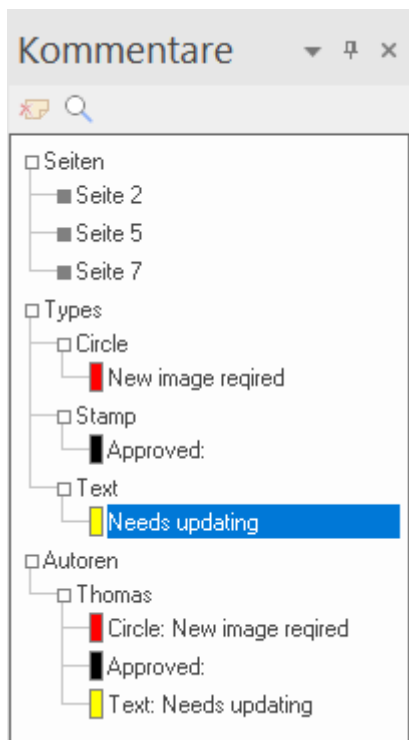 Kommentare
Seiten
Seite 2
Seite 5
Seite 7
Types
Circle
New image reqired
Stamp
Approved:
Text
Needs updating
Autoren
Thomas
Circle: New image reqired
Approved:
Text: Needs updating